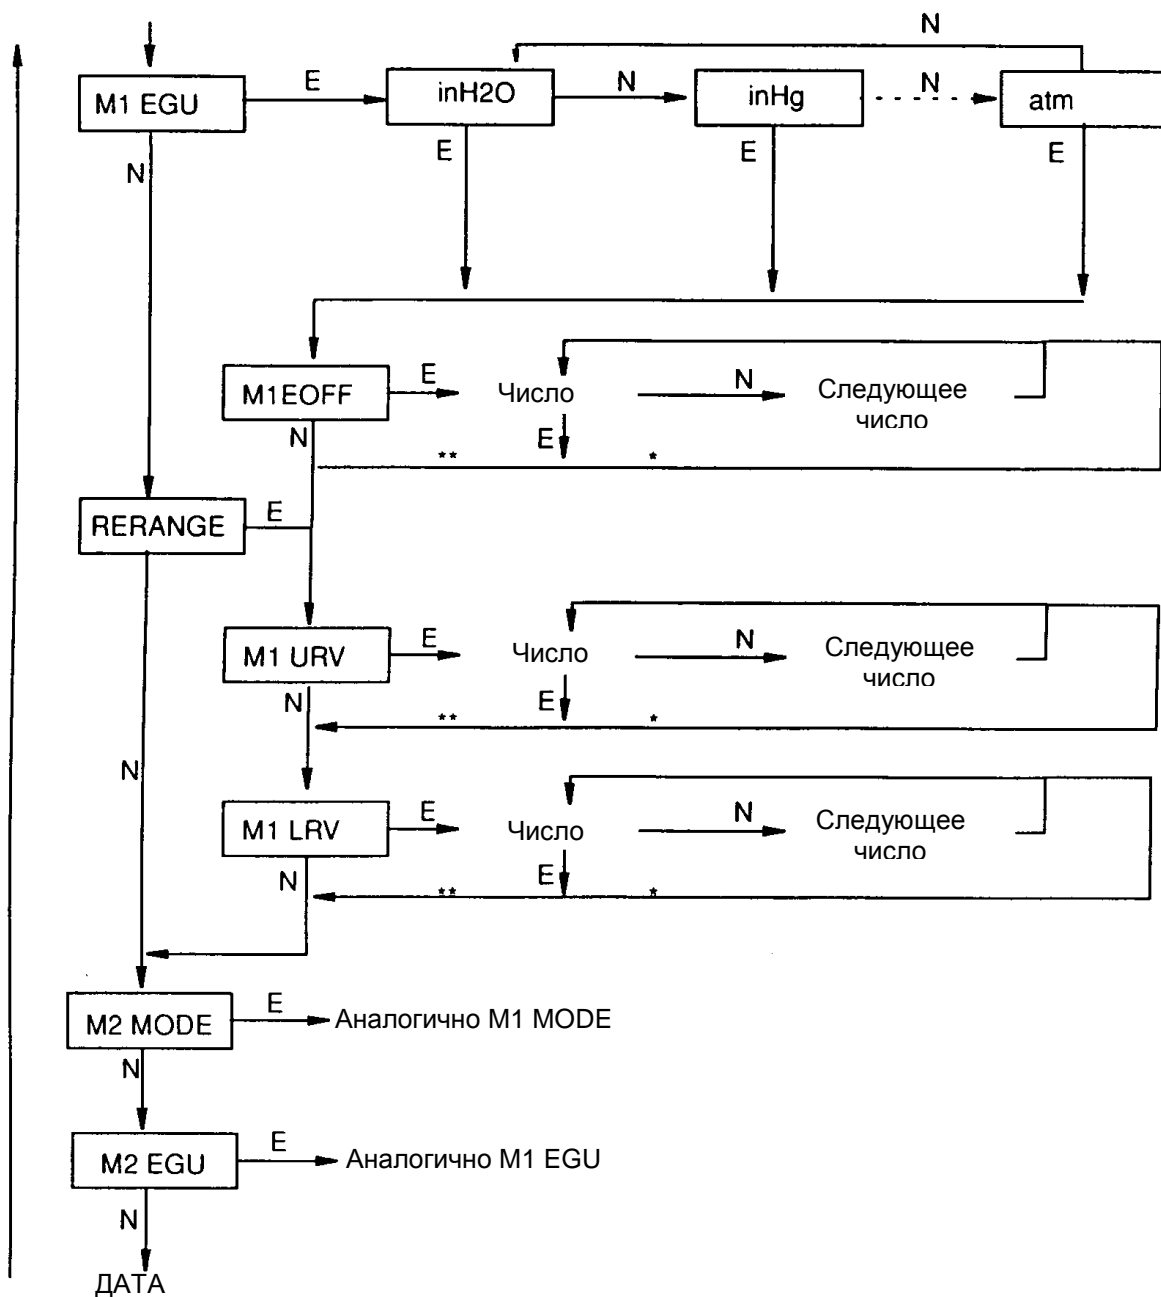 N
M1 EGU
E
inH2O
N
inHg
N
atm
N
E
E
E
M1EOFF
E
Число
N
Следующее
число
N
E
**
*
RERANGE
E
M1 URV
E
Число
N
Следующее
число
N
E
**
*
N
M1 LRV
E
Число
N
Следующее
число
N
E
**
*
M2 MODE
E
Аналогично M1 MODE
N
M2 EGU
E
Аналогично M1 EGU
N
ДАТА